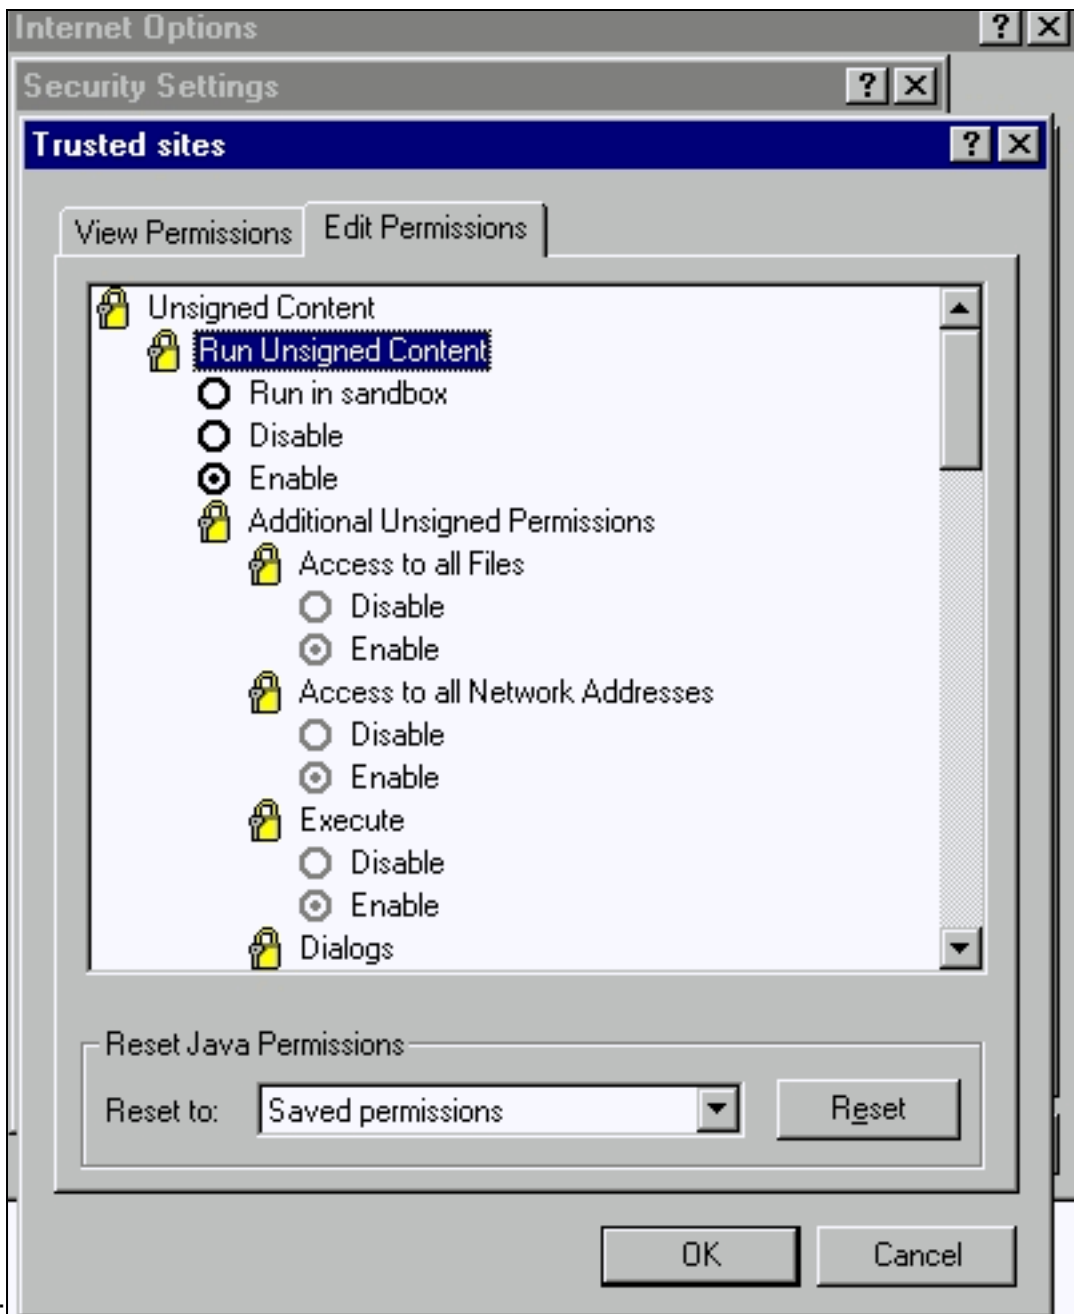 Internet Options
Security Settings
Trusted sites
View Permissions Edit Permissions
Unsigned Content
Run Unsigned Content
Run in sandbox
Disable
Enable
Additional Unsigned Permissions
Access to all Files
Disable
Enable
Access to all Network Addresses
Disable
Enable
Execute
Disable
Enable
Dialogs
Reset Java Permissions
Reset to: Saved permissions Reset
OK Cancel